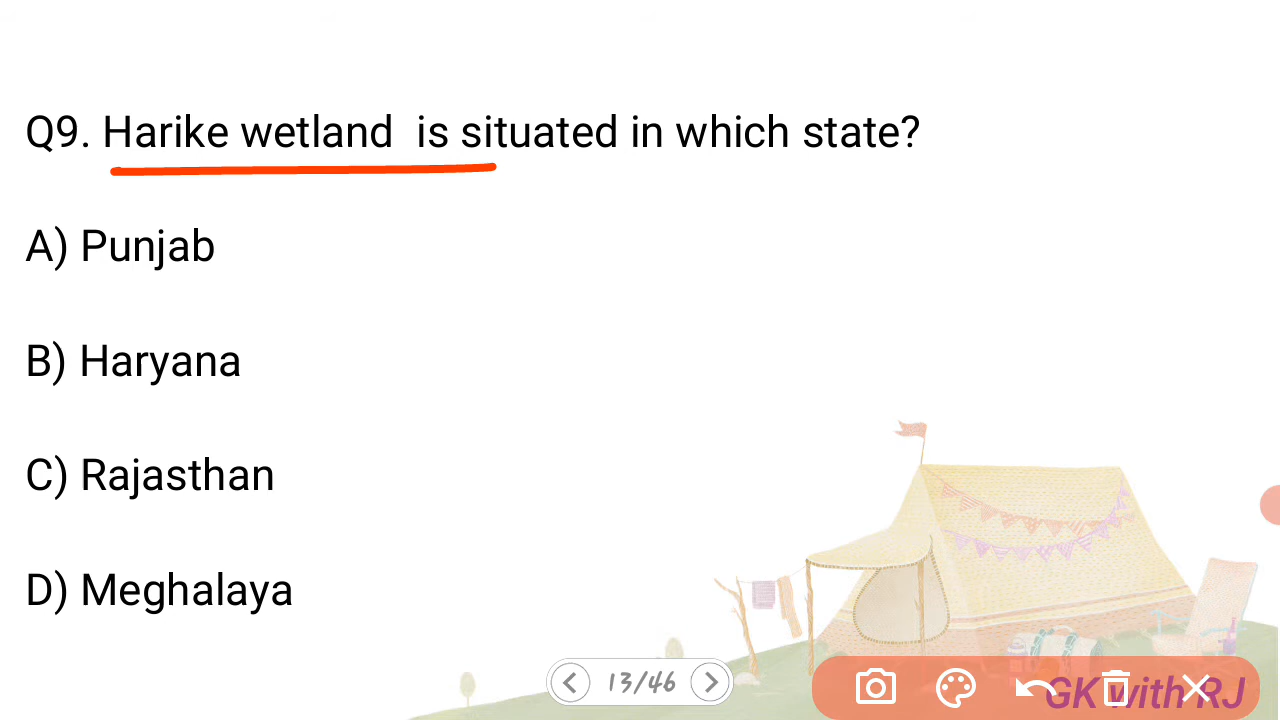 Q9. Harike wetland  is situated in which state?
A) Punjab
B) Haryana
C) Rajasthan
D) Meghalaya
13/46
GK with RJ